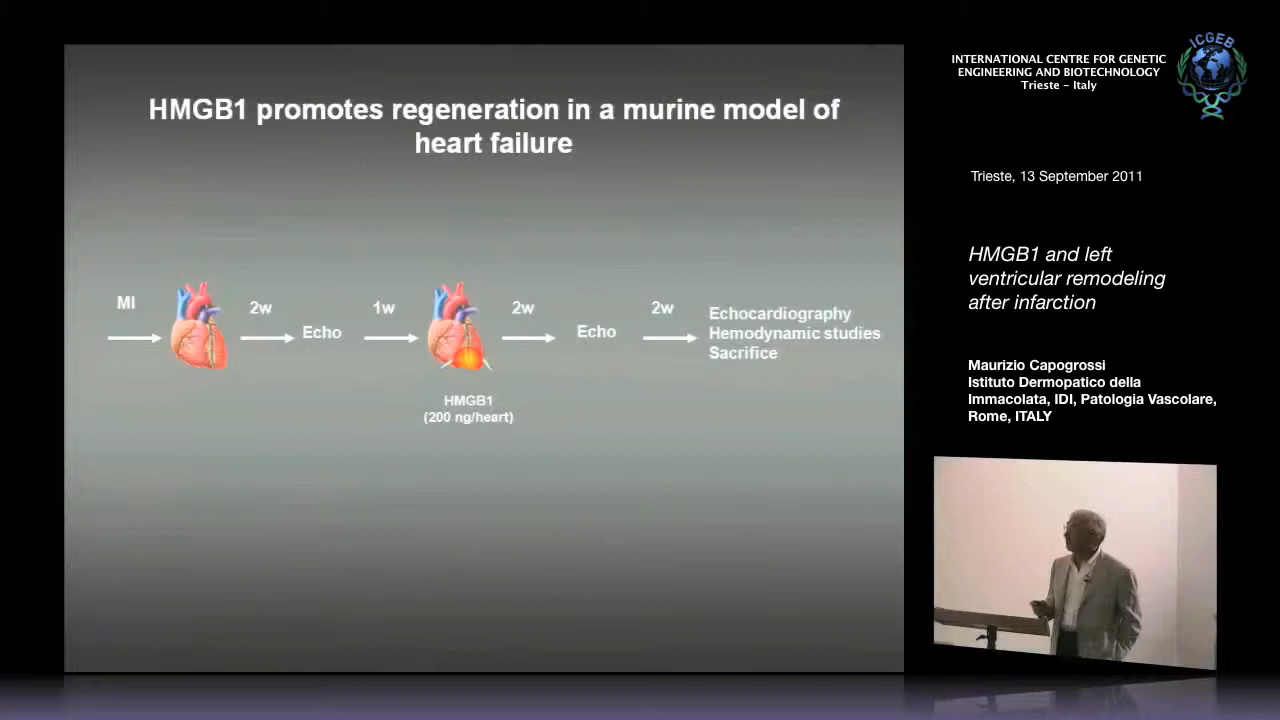 HMGB1 promotes regeneration in a murine model of
heart failure
MI
2w
Echo
1w
2w
Echo
2w
Echocardiography
Hemodynamic studies
Sacrifice
HMGB1
(200 ng/heart)
INTERNATIONAL CENTRE FOR GENETIC
ENGINEERING AND BIOTECHNOLOGY
Trieste - Italy
ICGEB
Trieste, 13 September 2011
HMGB1 and left
ventricular remodeling
after infarction
Maurizio Capogrossi
Istituto Dermopatico della
Immacolata, IDI, Patologia Vascolare,
Rome, ITALY